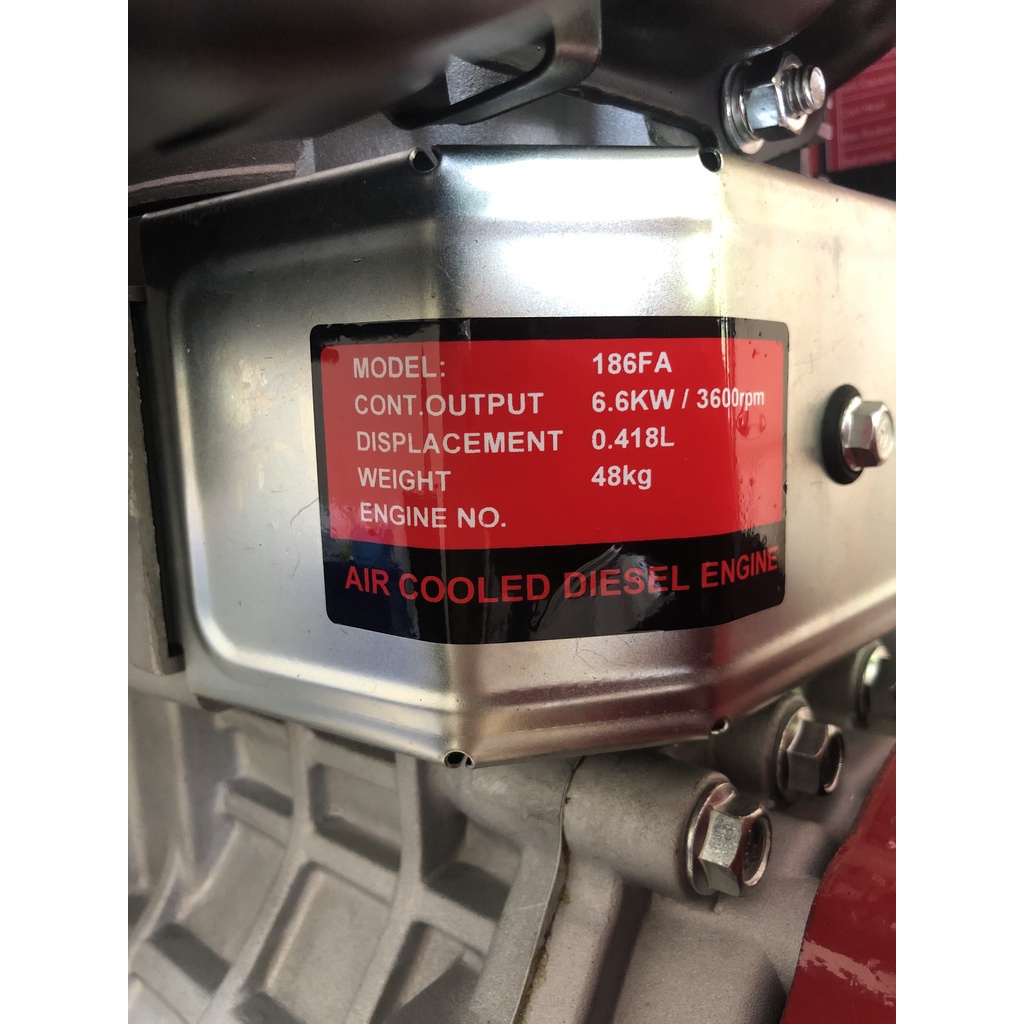 MODEL: 186FA
CONT.OUTPUT 6.6KW / 3600rpm
DISPLACEMENT 0.418L
WEIGHT 48kg
ENGINE NO.
AIR COOLED DIESEL ENGINE